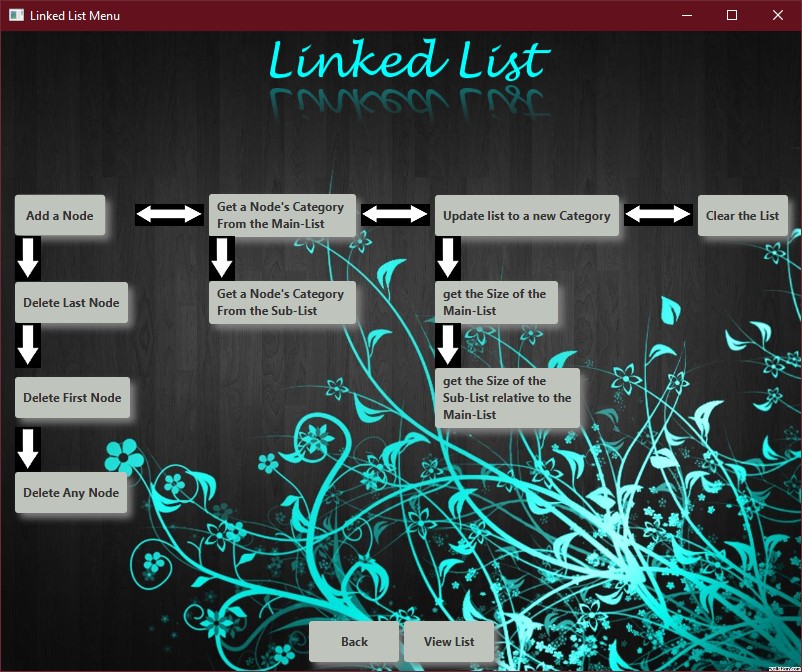 Linked List Menu
Linked List
Add a Node
Get a Node's Category
From the Main-List
Update list to a new Category
Clear the List
Delete Last Node
Get a Node's Category
From the Sub-List
get the Size of the
Main-List
Delete First Node
get the Size of the
Sub-List relative to the
Main-List
Delete Any Node
Back
View List